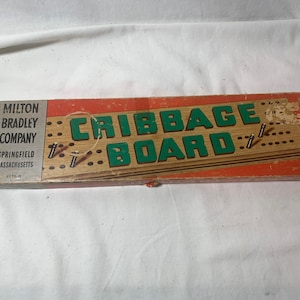 MILTON
BRADLEY
COMPANY
SPRINGFIELD
MASSACHUSETTS
CRIBBAGE
BOARD